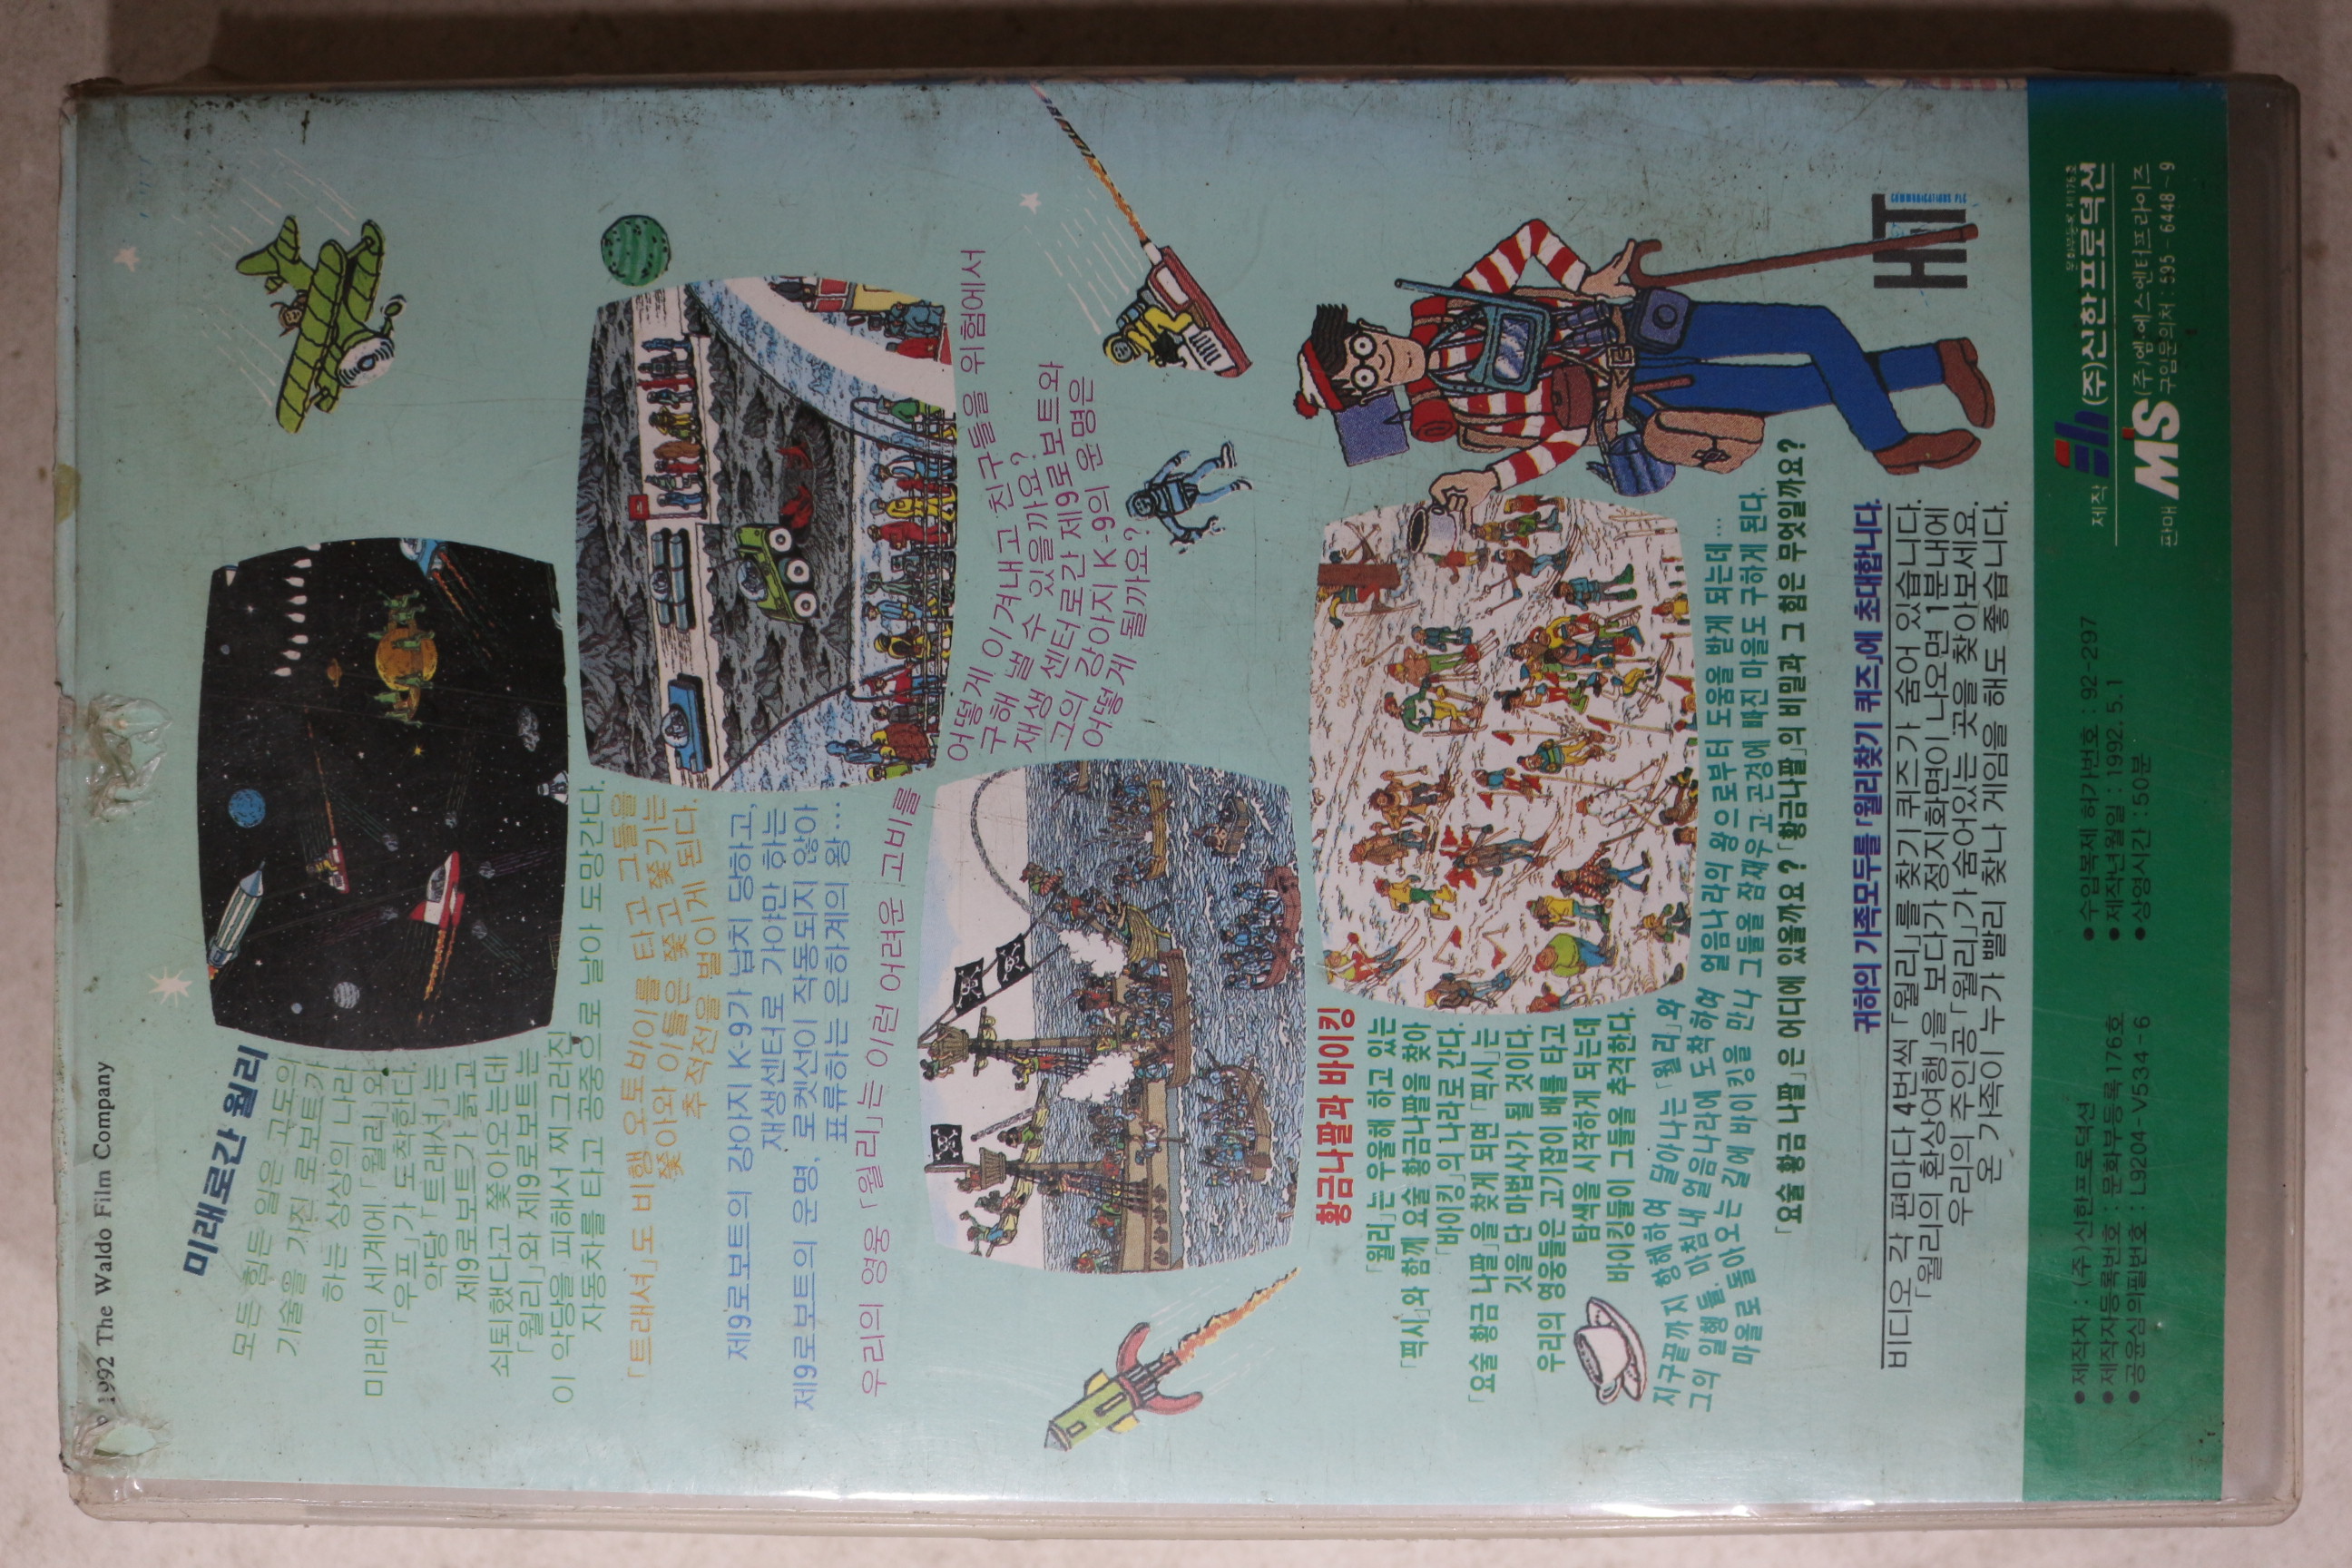 1992 The Waldo Film Company
미래로간 월리
모든 힘든 일은 고도의
기술을 가진 로보트가
하는 상상의 나라
미래의 세계에, 「월리」와
「우프」가 도착한다.
악당 「트래셔」는
제9로보트가 늙고
쇠퇴했다고 쫓아오는데
「월리」와 제9로보트는
이 악당을 피해서 찌그러진
자동차를 타고 공중으로 날아 도망간다.
「트래셔」도 비행 오토바이를 타고 그들을
쫓아와 이들은 쫓고 쫓기는
추적전을 벌이게 된다.
제9로보트의 강아지 K-9가 납치 당하고,
재생센터로 가야만 하는
제9로보트의 운명, 로켓선이 작동되지 않아
표류하는 은하계의 왕…
우리의 영웅 「월리」는 이런 어려운 고비를
어떻게 이겨내고 친구들을 위험에서
구해 낼 수 있을까요?
재생 센터로간 제9로보트와
그의 강아지 K-9의 운명은
어떻게 될까요?
황금나팔과 바이킹
「월리」는 우울해 하고 있는
「픽시」와 함께 요술 황금나팔을 찾아
「바이킹」의 나라로 간다.
「요술 황금 나팔」을 찾게 되면 「픽시」는
깃을 단 마법사가 될 것이다.
우리의 영웅들은 고기잡이 배를 타고
탐색을 시작하게 되는데
바이킹들이 그들을 추격한다.
지구끝까지 항해하여 달아나는 「월리」와
그의 일행들. 마침내 얼음나라에 도착하여 얼음나라의 왕으로부터 도움을 받게 되는데…
마을로 돌아오는 길에 바이킹을 만나 그들을 잠재우고 곤경에 빠진 마을도 구하게 된다.
「요술 황금 나팔」은 어디에 있을까요? 「황금나팔」의 비밀과 그 힘은 무엇일까요?
귀하의 가족모두를 「월리찾기 퀴즈」에 초대합니다.
비디오 각 편마다 4번씩 「월리」를 찾기 퀴즈가 숨어 있습니다.
「월리의 환상여행」을 보다가 정지화면이 나오면 1분내에
우리의 주인공 「월리」가 숨어있는 곳을 찾아보세요.
온 가족이 누가 빨리 찾나 게임을 해도 좋습니다.
HiT
COMMUNICATIONS PLC
●제작자 : (주)신한프로덕션
●제작자등록번호 : 문화부등록176호
●공윤심의필번호 : L9204-V534-6
●수입복제 허가번호 : 92-297
●제작년월일 : 1992. 5. 1
●상영시간 : 50분
문화부등록 제176호
제작 sh (주)신한프로덕션
판매 MS (주)엠에스엔터프라이즈
구입문의처 : 595-6448~9